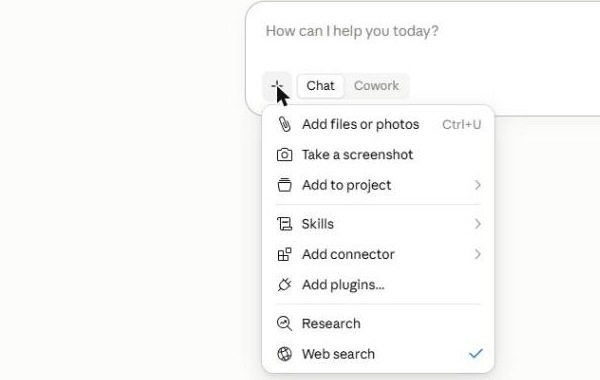 How can I help you today?
Chat Cowork
Add files or photos Ctrl+U
Take a screenshot
Add to project
Skills
Add connector
Add plugins...
Research
Web search